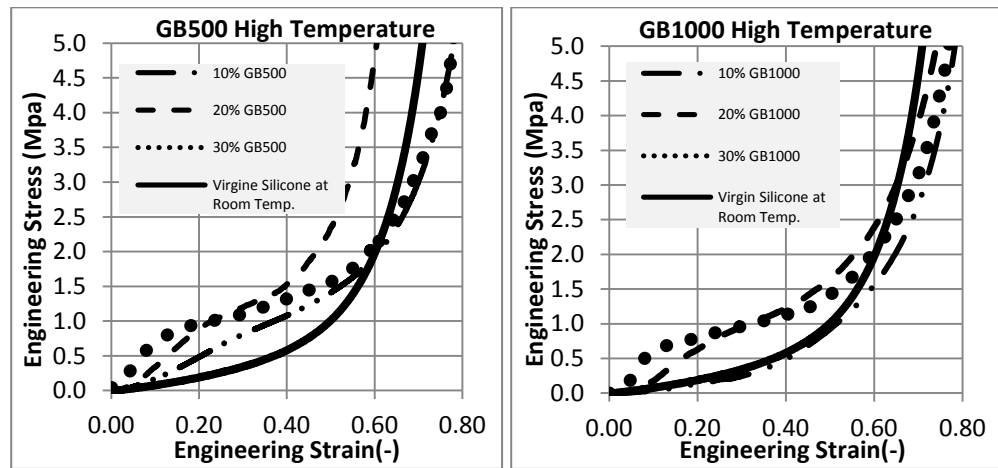 GB500 High Temperature
5.0
4.5
4.0
3.5
3.0
2.5
2.0
1.5
1.0
0.5
0.0
Engineering Stress (Mpa)
10% GB500
20% GB500
30% GB500
Virgine Silicone at
Room Temp.
0.00 0.20 0.40 0.60 0.80
Engineering Strain(-)
GB1000 High Temperature
5.0
4.5
4.0
3.5
3.0
2.5
2.0
1.5
1.0
0.5
0.0
Engineering Stress (MPa)
10% GB1000
20% GB1000
30% GB1000
Virgin Silicone at
Room Temp.
0.00 0.20 0.40 0.60 0.80
Engineering Strain(-)